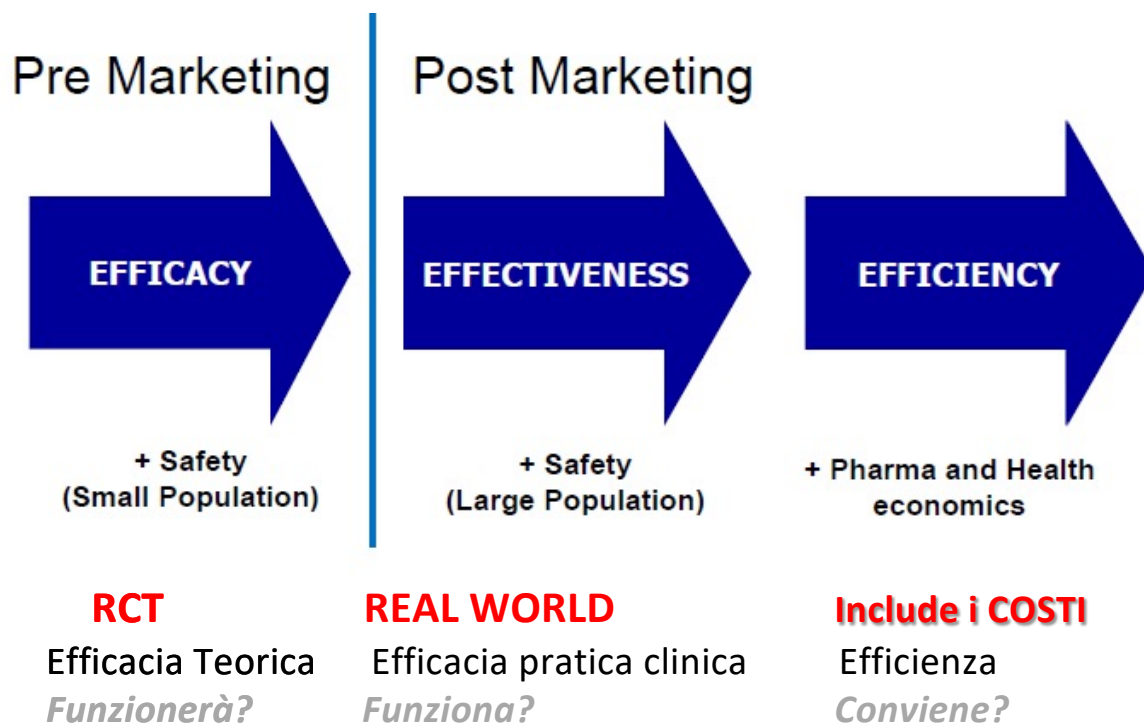 Pre Marketing
Post Marketing
EFFICACY
EFFECTIVENESS
EFFICIENCY
+ Safety
(Small Population)
+ Safety
(Large Population)
+ Pharma and Health
economics
RCT
REAL WORLD
Include i COSTI
Efficacia Teorica
Efficacia pratica clinica
Efficienza
Funzionerà?
Funziona?
Conviene?